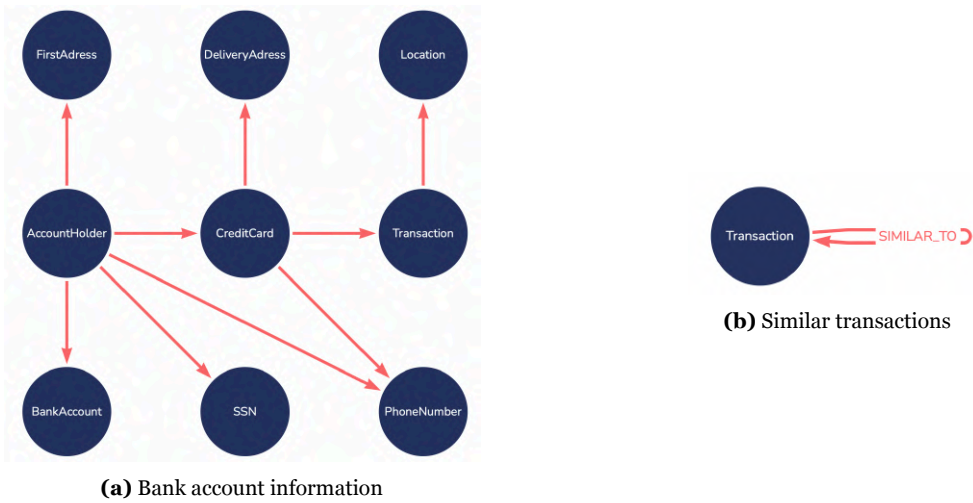 FirstAdress
DeliveryAdress
Location
AccountHolder
CreditCard
Transaction
BankAccount
SSN
PhoneNumber
(a) Bank account information
Transaction
SIMILAR_TO
(b) Similar transactions